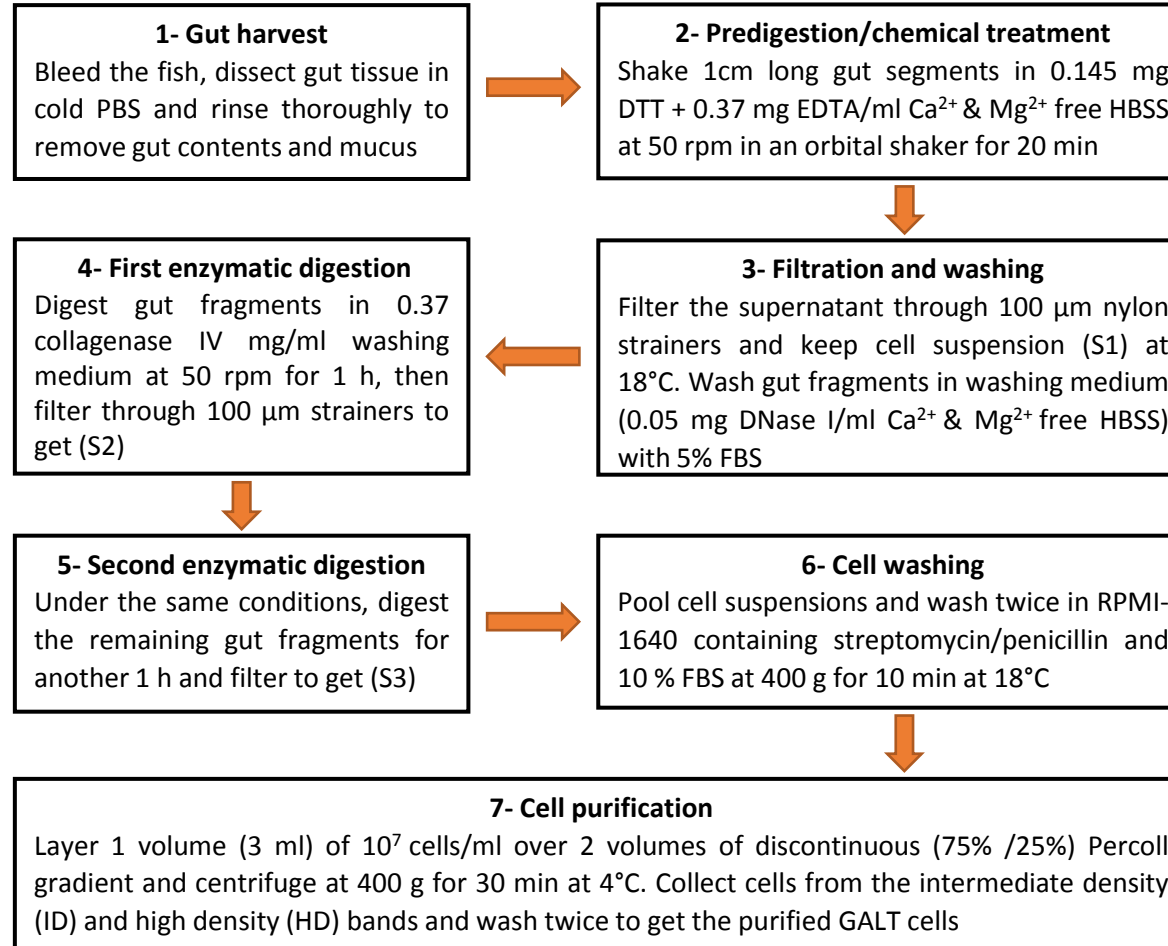 1- Gut harvest
Bleed the fish, dissect gut tissue in
cold PBS and rinse thoroughly to
remove gut contents and mucus
2- Predigestion/chemical treatment
Shake 1cm long gut segments in 0.145 mg
DTT + 0.37 mg EDTA/ml Ca²⁺ & Mg²⁺ free HBSS
at 50 rpm in an orbital shaker for 20 min
3- Filtration and washing
Filter the supernatant through 100 µm nylon
strainers and keep cell suspension (S1) at
18°C. Wash gut fragments in washing medium
(0.05 mg DNase I/ml Ca²⁺ & Mg²⁺ free HBSS)
with 5% FBS
4- First enzymatic digestion
Digest gut fragments in 0.37
collagenase IV mg/ml washing
medium at 50 rpm for 1 h, then
filter through 100 µm strainers to
get (S2)
5- Second enzymatic digestion
Under the same conditions, digest
the remaining gut fragments for
another 1 h and filter to get (S3)
6- Cell washing
Pool cell suspensions and wash twice in RPMI-
1640 containing streptomycin/penicillin and
10 % FBS at 400 g for 10 min at 18°C
7- Cell purification
Layer 1 volume (3 ml) of 10⁷ cells/ml over 2 volumes of discontinuous (75% /25%) Percoll
gradient and centrifuge at 400 g for 30 min at 4°C. Collect cells from the intermediate density
(ID) and high density (HD) bands and wash twice to get the purified GALT cells